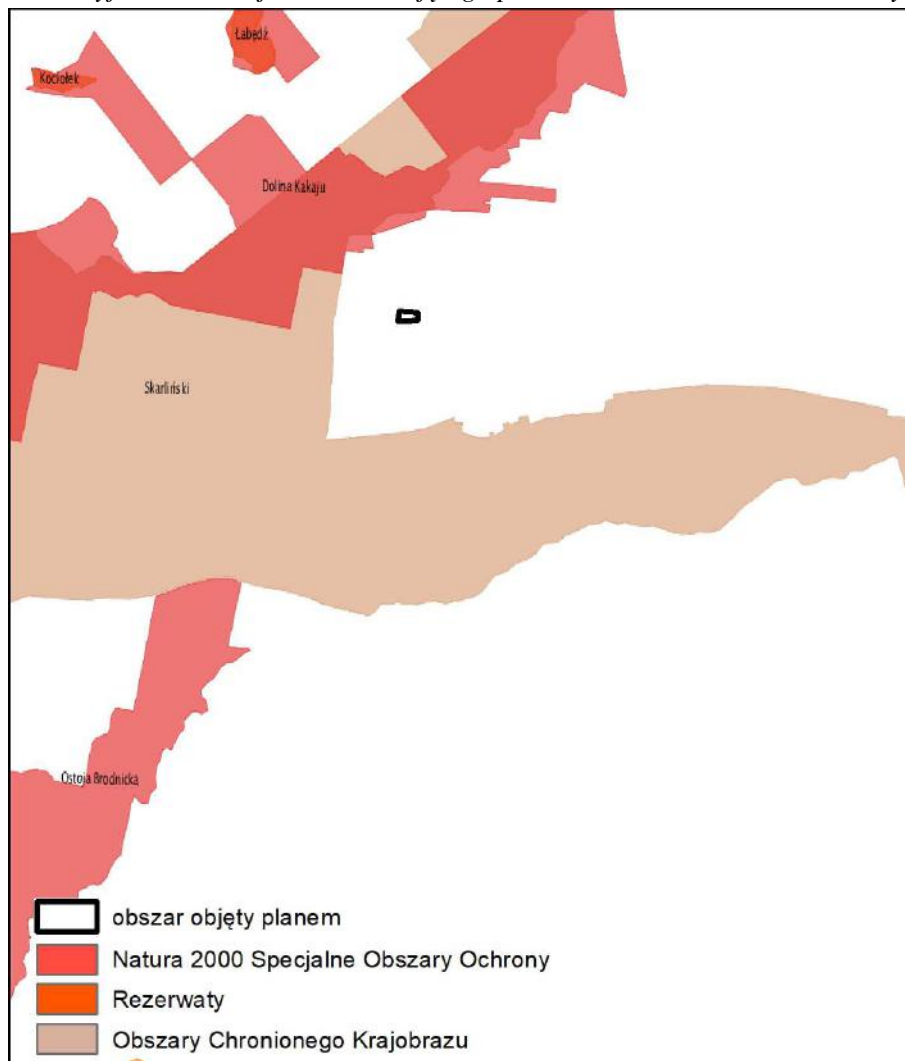 Łabędź
Kociołek
Dolina Kakaju
Skarliński
Ostoja Brodnicka
obszar objęty planem
Natura 2000 Specjalne Obszary Ochrony
Rezerwaty
Obszary Chronionego Krajobrazu